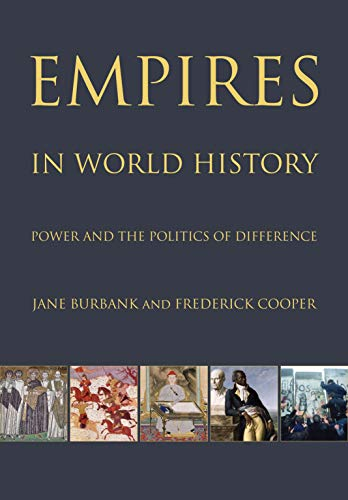 EMPIRES
IN WORLD HISTORY
POWER AND THE POLITICS OF DIFFERENCE
JANE BURBANK AND FREDERICK COOPER